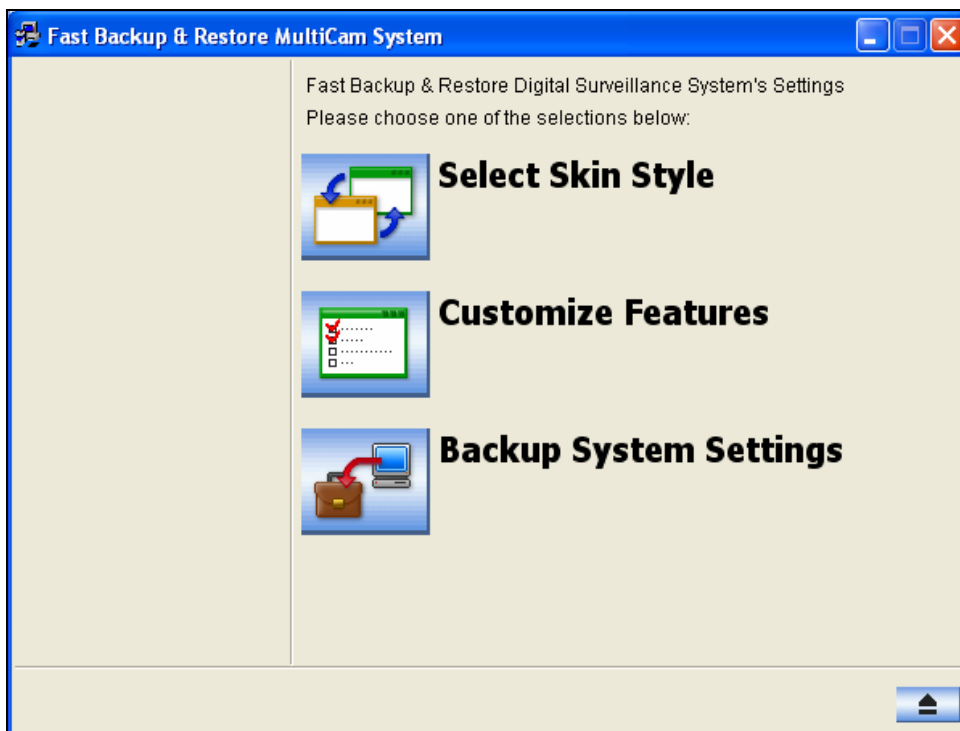 Fast Backup & Restore MultiCam System
Fast Backup & Restore Digital Surveillance System's Settings
Please choose one of the selections below:
Select Skin Style
Customize Features
Backup System Settings